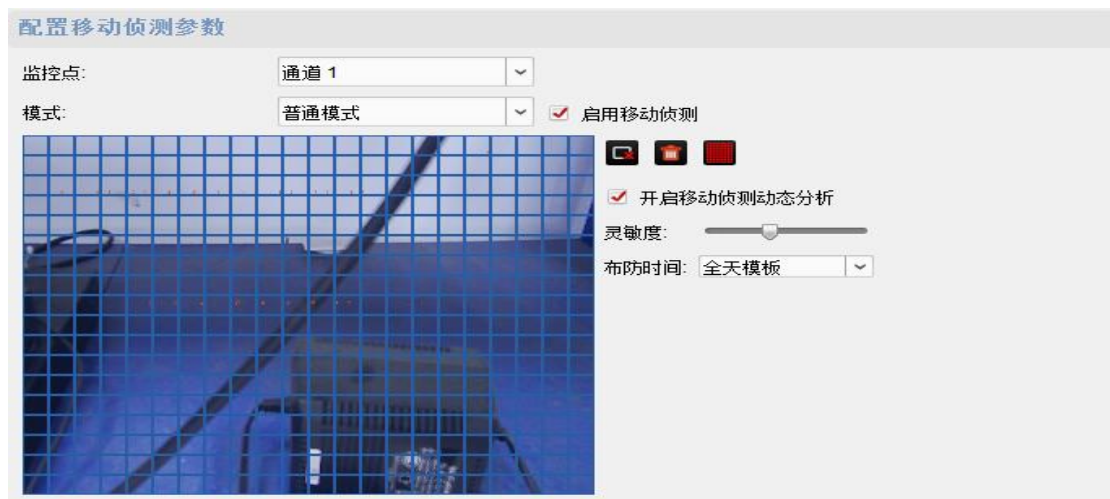 配置移动侦测参数
监控点: 通道 1
模式: 普通模式 启用移动侦测
开启移动侦测动态分析
灵敏度:
布防时间: 全天模板